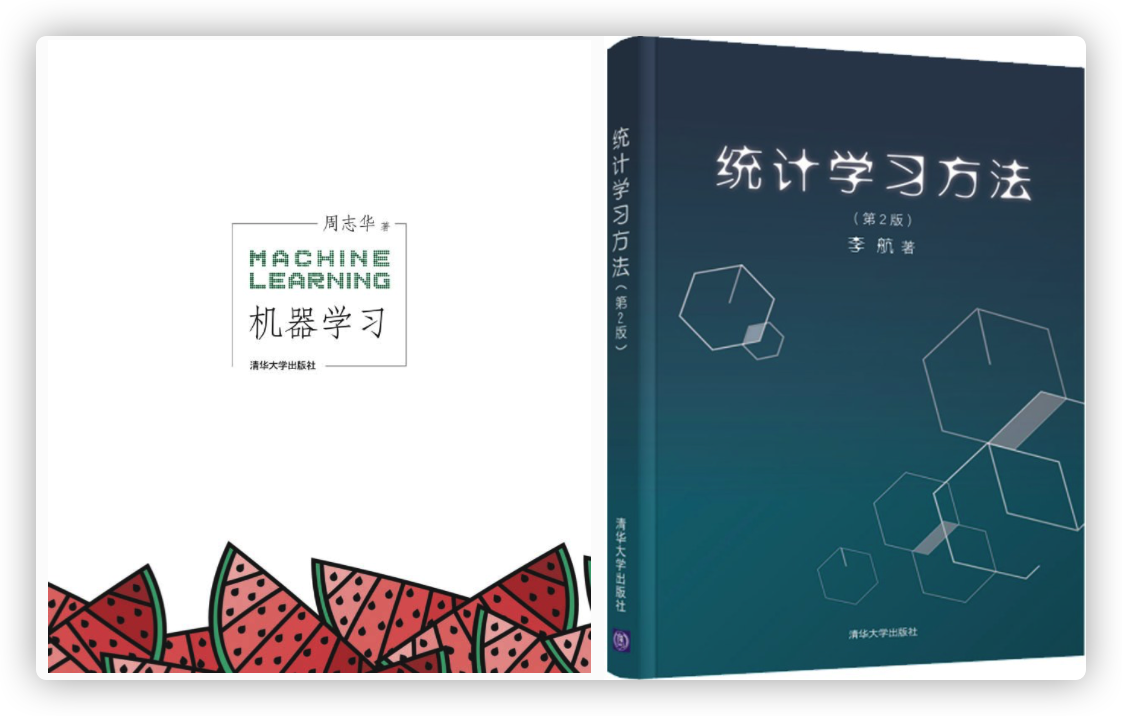 周志华 著
MACHINE
LEARNING
机器学习
清华大学出版社
统计学习方法(第2版)
清华大学出版社
统计学习方法
(第2版)
李航 著
清华大学出版社